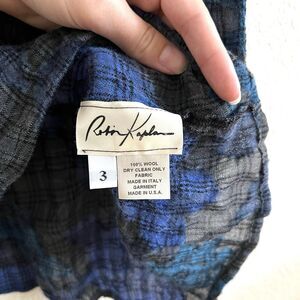 Robin Kaplan
3
100% WOOL
DRY CLEAN ONLY
FABRIC
MADE IN ITALY
GARMENT
MADE IN U.S.A.